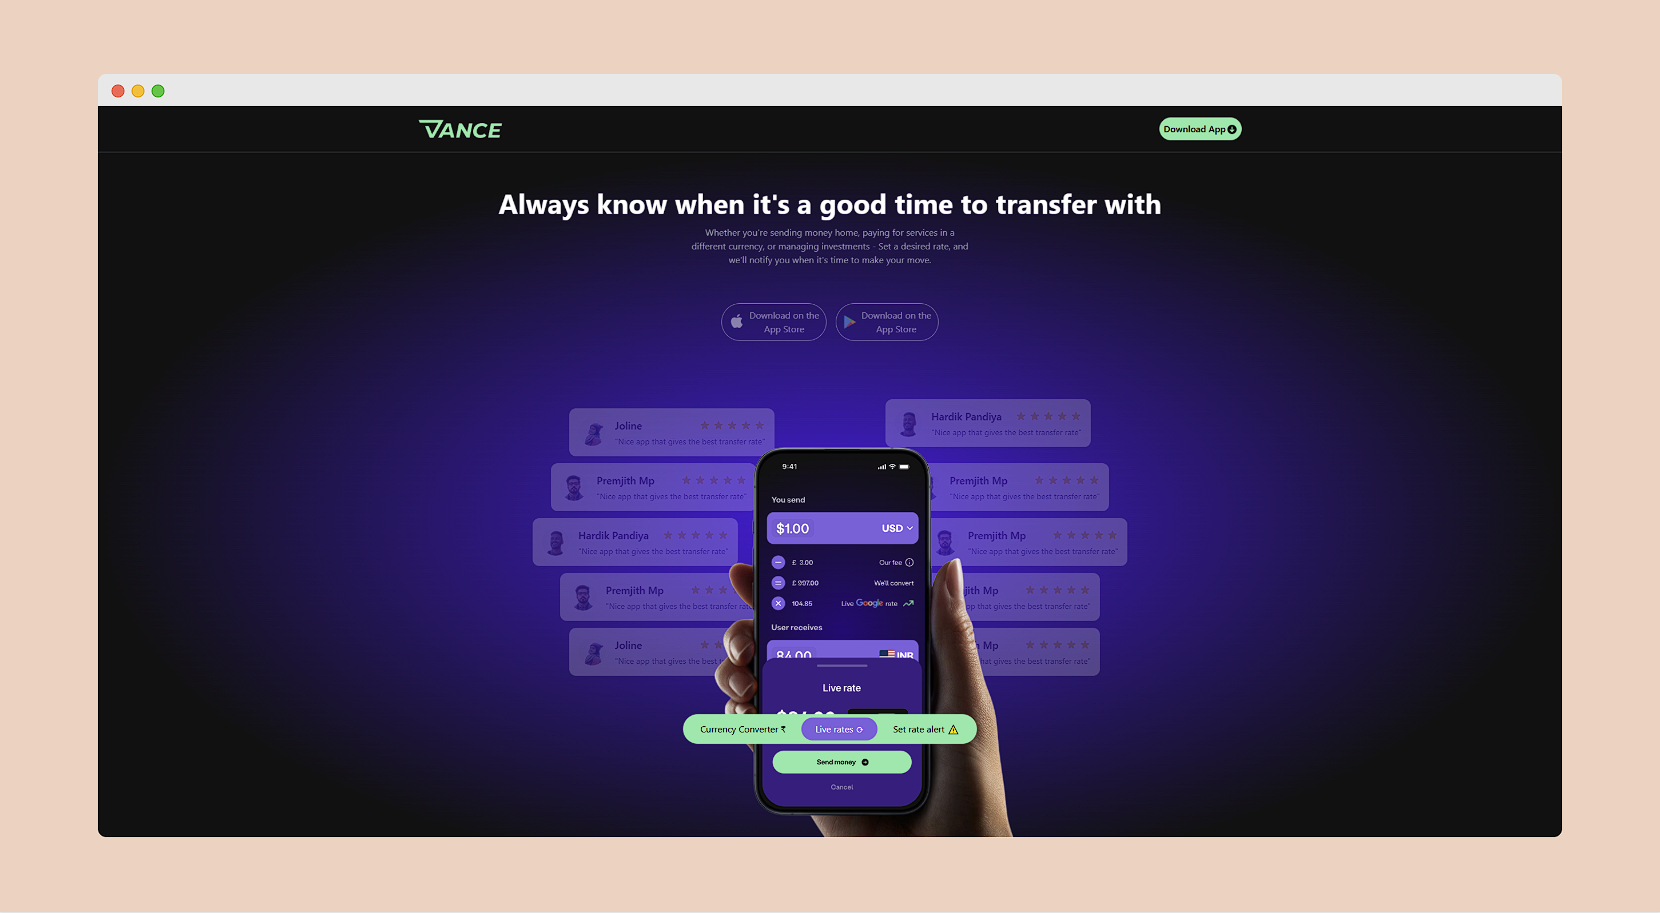 VANCE
Download App
Always know when it's a good time to transfer with
Whether you're sending money home, paying for services in a
different currency, or managing investments - Set a desired rate, and
we'll notify you when it's time to make your move.
Download on the
App Store
Download on the
App Store
Joline
"Nice app that gives the best transfer rate"
Hardik Pandiya
"Nice app that gives the best transfer rate"
Premjith Mp
"Nice app that gives the best transfer rate"
Premjith Mp
"Nice app that gives the best transfer rate"
Hardik Pandiya
"Nice app that gives the best transfer rate"
Premjith Mp
"Nice app that gives the best transfer rate"
Premjith Mp
"Nice app that gives the best transfer rate
th Mp
app that gives the best transfer rate"
Joline
"Nice app that gives the best
Mp
that gives the best transfer rate"
9:41
You send
$1.00 USD
£ 3.00 Our fee
£ 997.00 We'll convert
104.85 Live Google rate
User receives
84.00 INR
Live rate
Currency Converter ₹ Live rates Set rate alert
Send money
Cancel